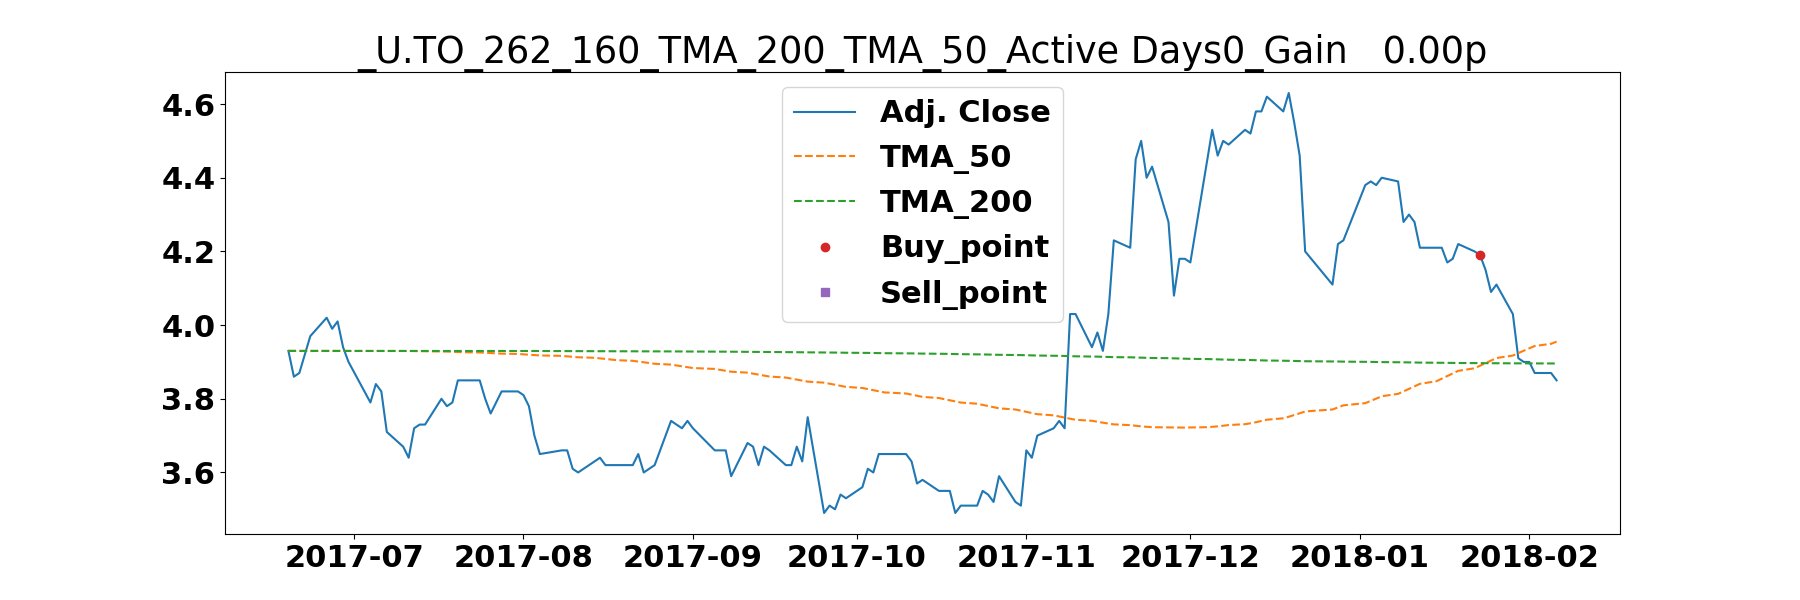 _U.TO_262_160_TMA_200_TMA_50_Active Days0_Gain   0.00p
Adj. Close
TMA_50
TMA_200
Buy_point
Sell_point
4.6
4.4
4.2
4.0
3.8
3.6
2017-07 2017-08 2017-09 2017-10 2017-11 2017-12 2018-01 2018-02